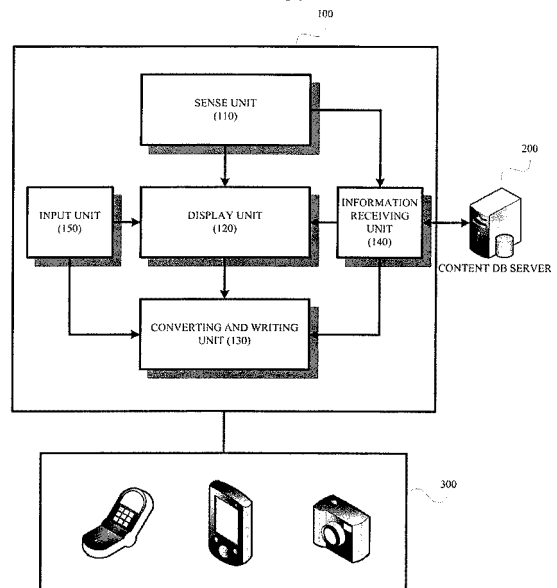 100
SENSE UNIT
(110)
200
INPUT UNIT
(150)
DISPLAY UNIT
(120)
INFORMATION
RECEIVING
UNIT
(140)
CONTENT DB SERVER
CONVERTING AND WRITING
UNIT (130)
300